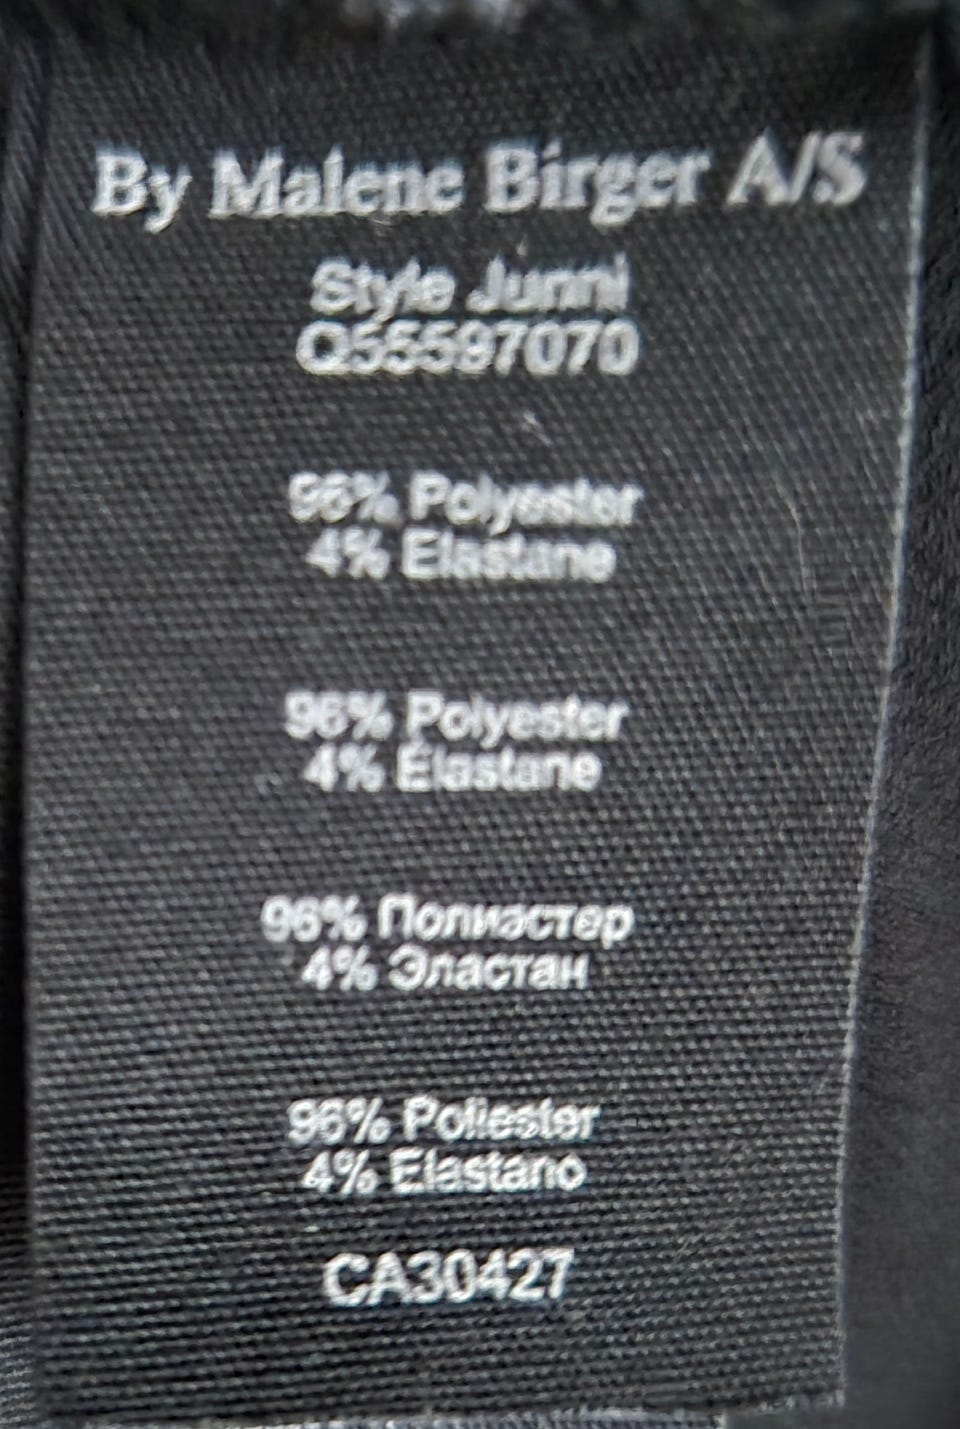 By Malene Birger A/S
Style Junni
Q55597070
96% Polyester
4% Elastane
96% Polyester
4% Elastane
96% Полиэстер
4% Эластан
96% Poliester
4% Elastano
CA30427